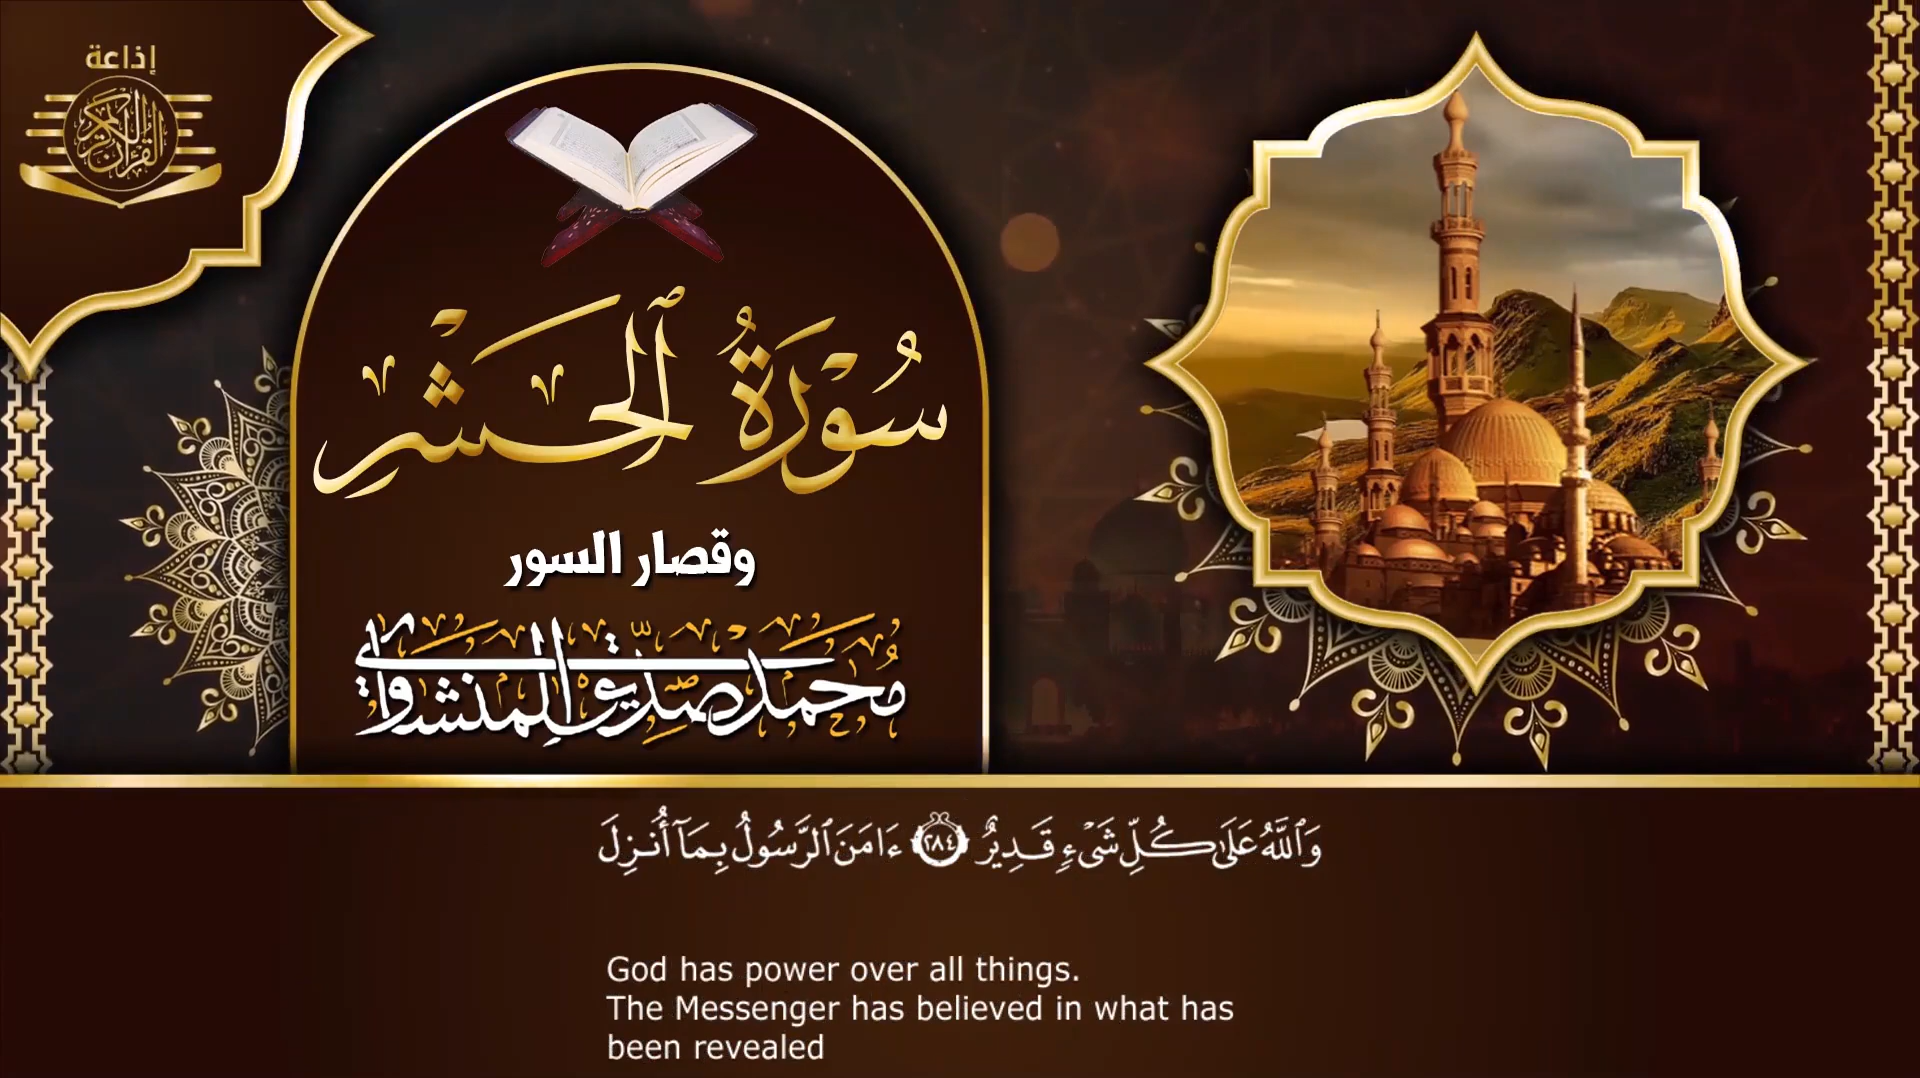 إذاعة
القرآن الكريم
سُورَةُ ٱلْحَشْرِ
وقصار السور
محمد صديق المنشاوي
وَٱللَّهُ عَلَىٰ كُلِّ شَىْءٍ قَدِيرٌ ٢٨٤ ءَامَنَ ٱلرَّسُولُ بِمَآ أُنزِلَ
God has power over all things.
The Messenger has believed in what has
been revealed